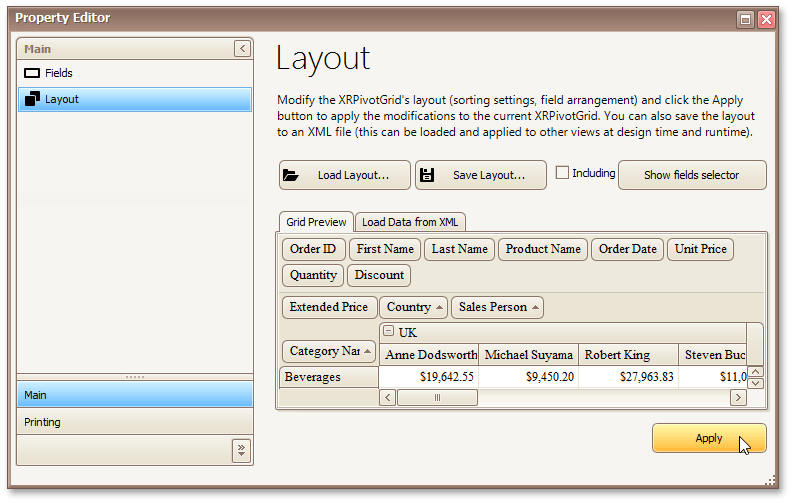 Property Editor
Main
Fields
Layout
Main
Printing
Layout
Modify the XRPivotGrid's layout (sorting settings, field arrangement) and click the Apply
button to apply the modifications to the current XRPivotGrid. You can also save the layout
to an XML file (this can be loaded and applied to other views at design time and runtime).
Load Layout... Save Layout... Including Show fields selector
Grid Preview Load Data from XML
Order ID First Name Last Name Product Name Order Date Unit Price
Quantity Discount
Extended Price Country Sales Person
UK
Category Nar Anne Dodsworth Michael Suyama Robert King Steven Buc
Beverages $19,642.55 $9,450.20 $27,963.83 $11,0
Apply